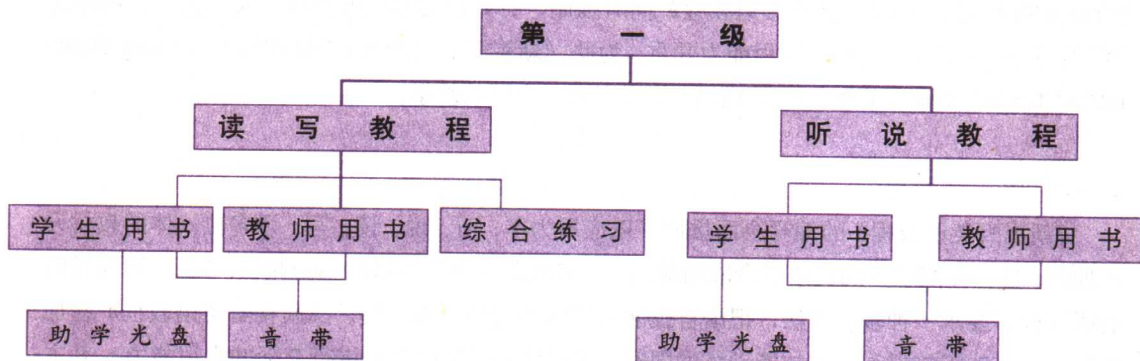 第一级
读写教程
听说教程
学生用书
教师用书
综合练习
学生用书
教师用书
助学光盘
音带
助学光盘
音带